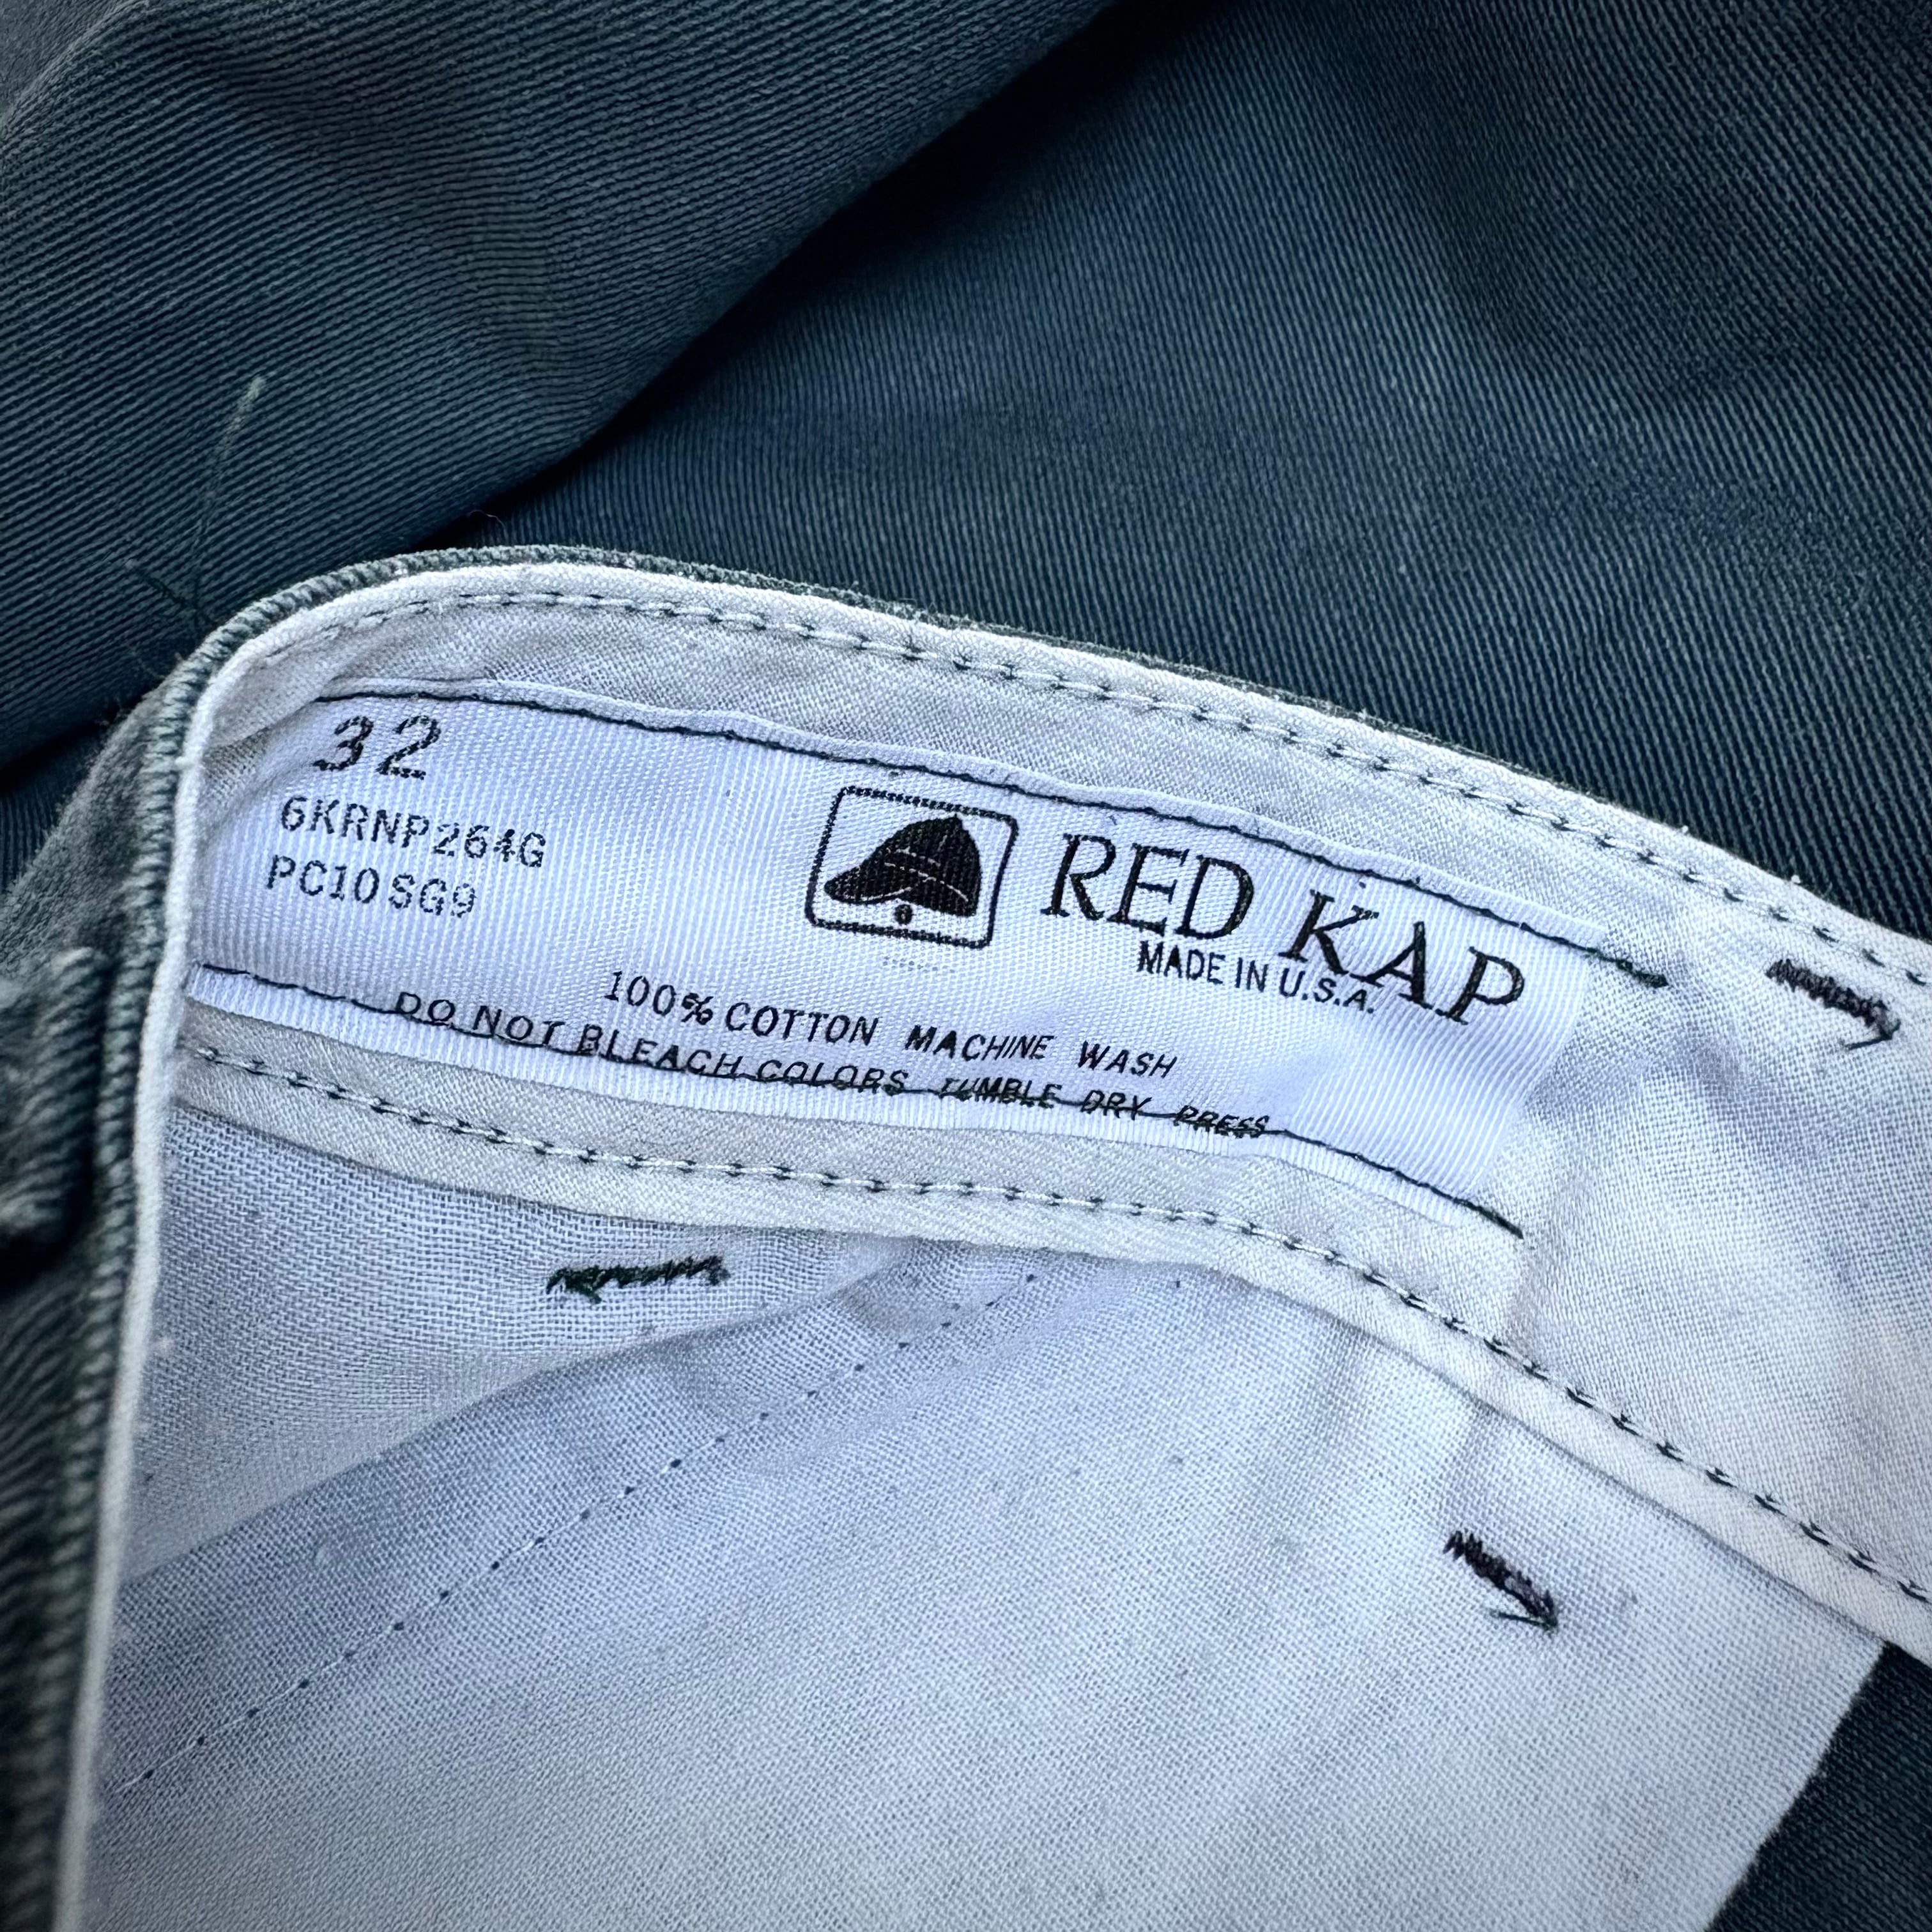 32
6KRNP264G
PC10 SG9
RED KAP
MADE IN U.S.A.
100% COTTON MACHINE WASH
DO NOT BLEACH COLORS TUMBLE DRY PRESS